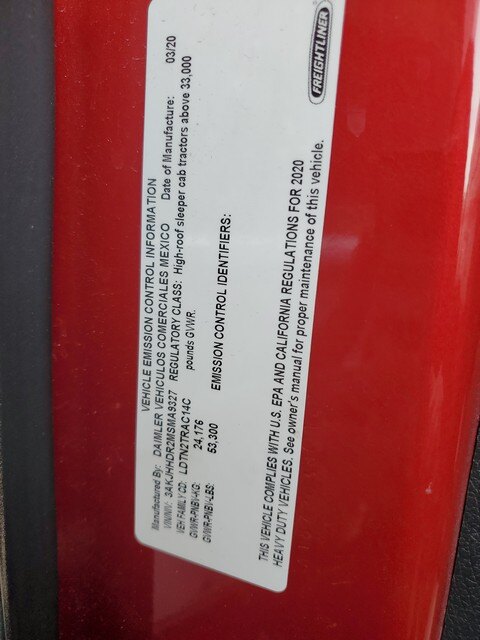 FREIGHTLINER
VEHICLE EMISSION CONTROL INFORMATION
Manufactured By: DAIMLER VEHICULOS COMERCIALES MEXICO Date of Manufacture: 03/20
VIN/NIV: 3AKJHHDR2MSMA9327 REGULATORY CLASS: High-roof sleeper cab tractors above 33,000
VEH FAMILY CD: LDTN2TRAC14C pounds GVWR.
GVWR-PNBV-KG: 24,176
GVWR-PNBV-LBS: 53,300 EMISSION CONTROL IDENTIFIERS:
THIS VEHICLE COMPLIES WITH U.S. EPA AND CALIFORNIA REGULATIONS FOR 2020
HEAVY DUTY VEHICLES. See owner's manual for proper maintenance of this vehicle.